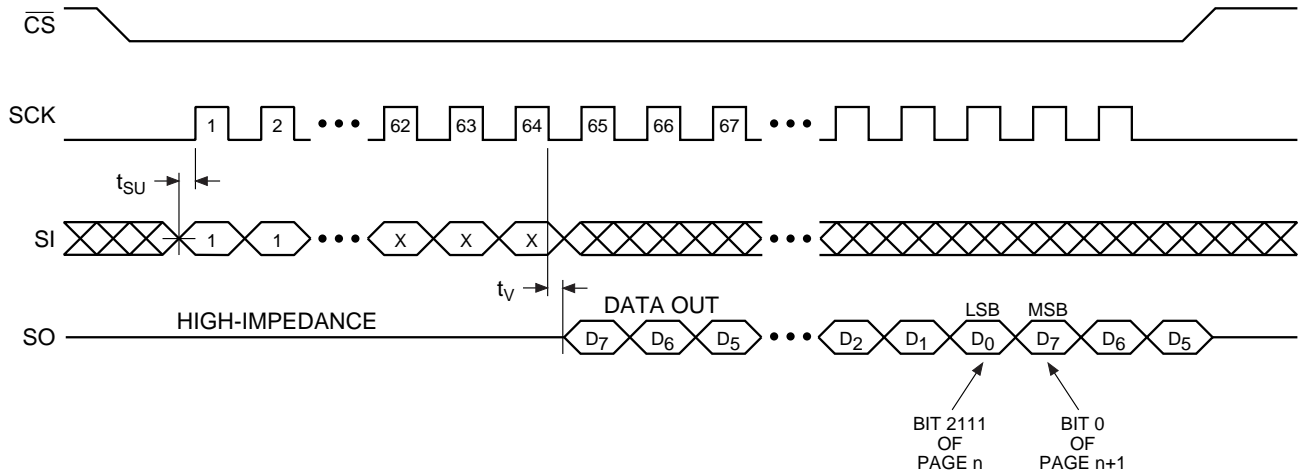 CS
SCK 1 2 62 63 64 65 66 67
tSU
SI 1 1 X X X
tV
DATA OUT
LSB MSB
HIGH-IMPEDANCE
SO D7 D6 D5 D2 D1 D0 D7 D6 D5
BIT 2111
OF
PAGE n
BIT 0
OF
PAGE n+1